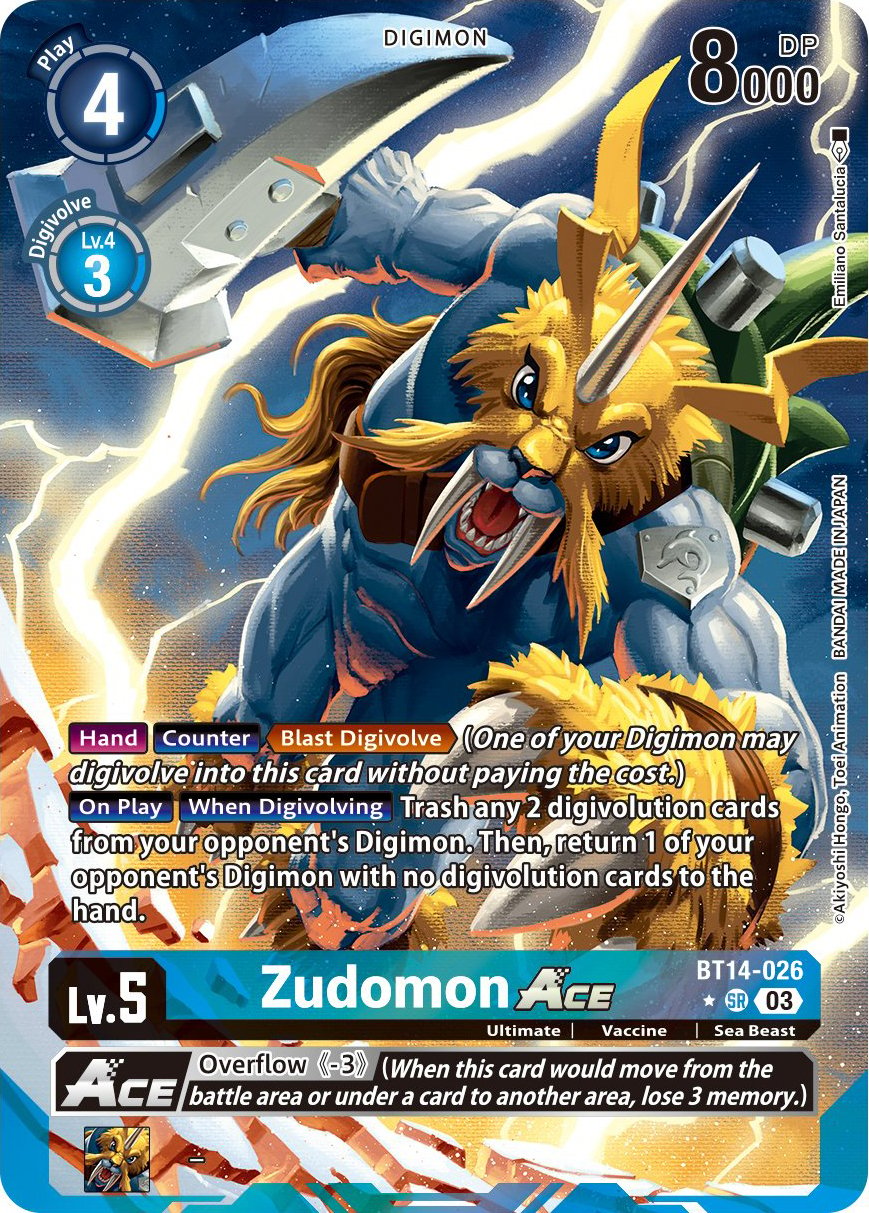 Play
4
DIGIMON
8000
DP
Digivolve
Lv.4
3
Emiliano Santalucia
BANDAI MADE IN JAPAN
©Akiyoshi Hongo, Toei Animation
Hand Counter Blast Digivolve (One of your Digimon may
digivolve into this card without paying the cost.)
On Play When Digivolving Trash any 2 digivolution cards
from your opponent's Digimon. Then, return 1 of your
opponent's Digimon with no digivolution cards to the
hand.
Lv.5
Zudomon ACE
BT14-026
SR 03
Ultimate | Vaccine | Sea Beast
ACE
Overflow 《-3》 (When this card would move from the
battle area or under a card to another area, lose 3 memory.)
-